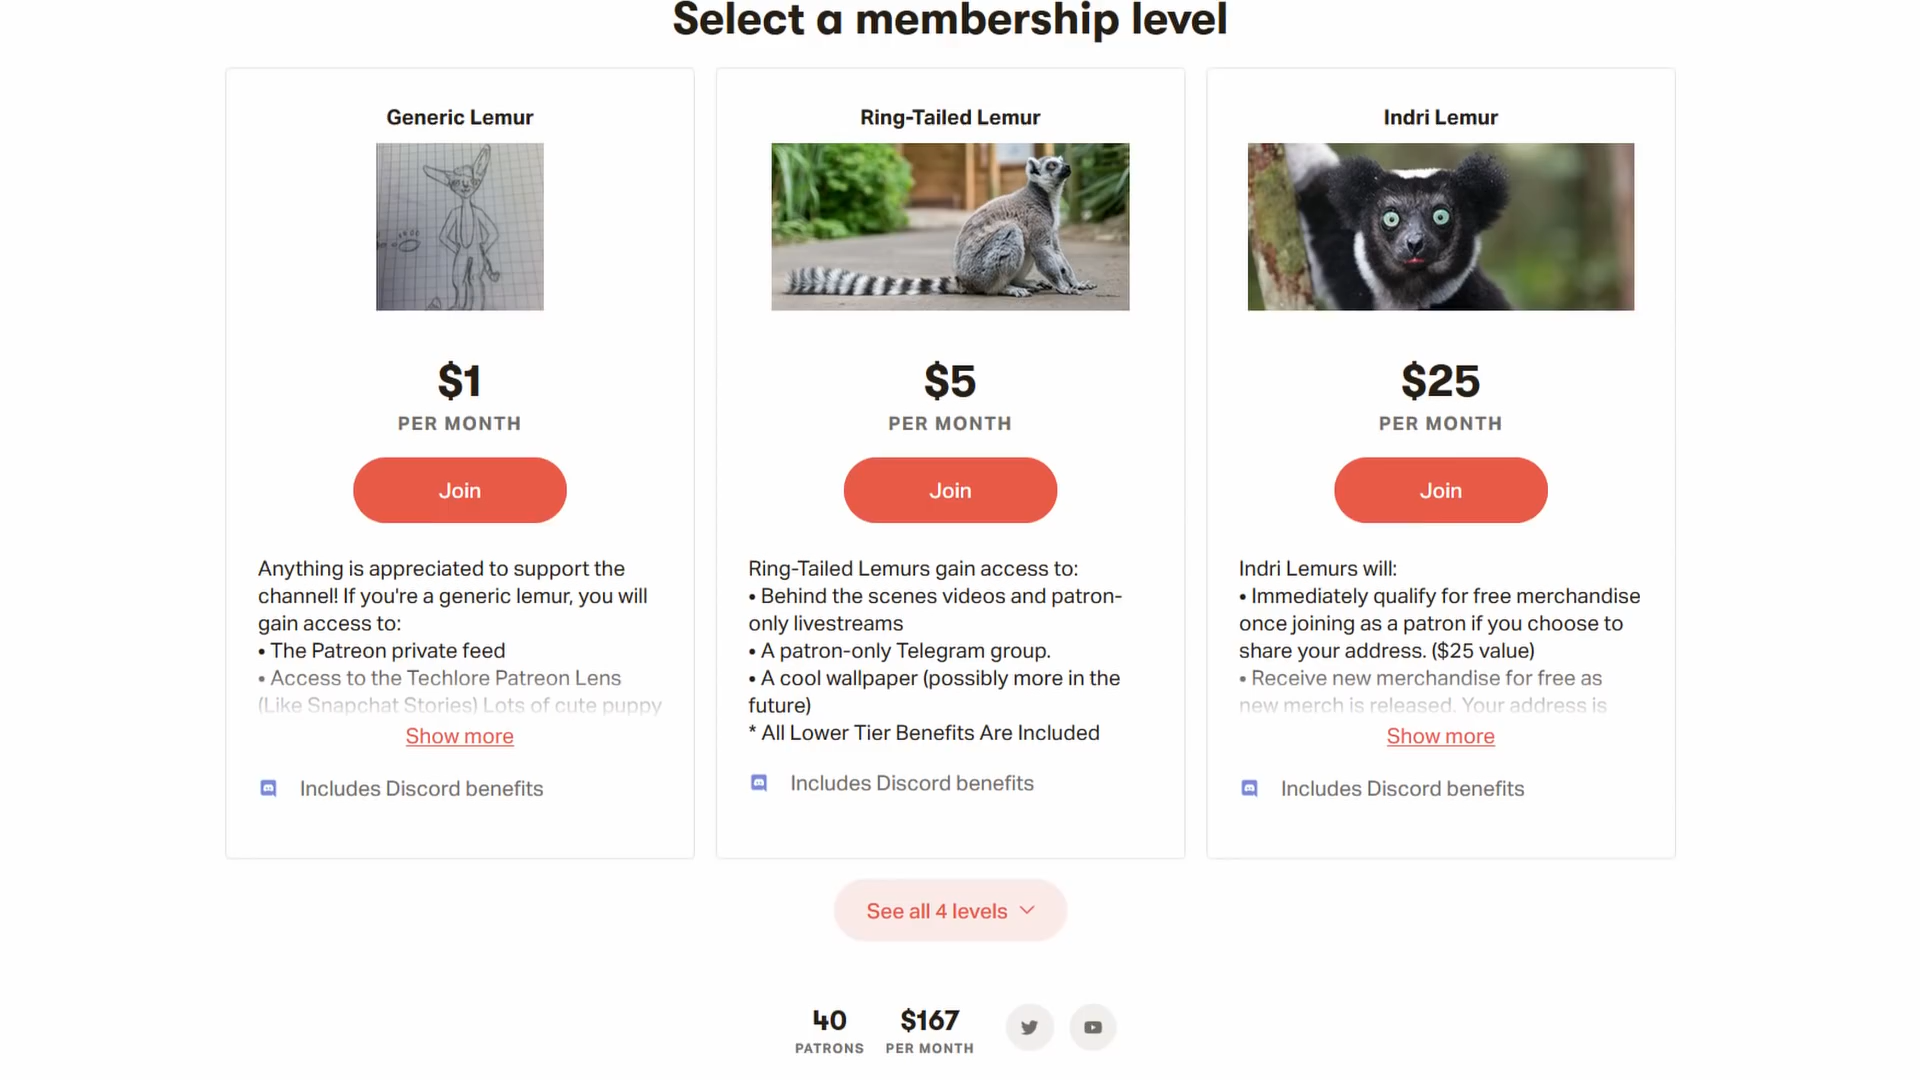 Select a membership level
Generic Lemur
$1
PER MONTH
Join
Anything is appreciated to support the
channel! If you're a generic lemur, you will
gain access to:
• The Patreon private feed
• Access to the Techlore Patreon Lens
(Like Snapchat Stories) Lots of cute puppy
Show more
Includes Discord benefits
Ring-Tailed Lemur
$5
PER MONTH
Join
Ring-Tailed Lemurs gain access to:
• Behind the scenes videos and patron-
only livestreams
• A patron-only Telegram group.
• A cool wallpaper (possibly more in the
future)
* All Lower Tier Benefits Are Included
Includes Discord benefits
Indri Lemur
$25
PER MONTH
Join
Indri Lemurs will:
• Immediately qualify for free merchandise
once joining as a patron if you choose to
share your address. ($25 value)
• Receive new merchandise for free as
new merch is released. Your address is
Show more
Includes Discord benefits
See all 4 levels
40
PATRONS
$167
PER MONTH